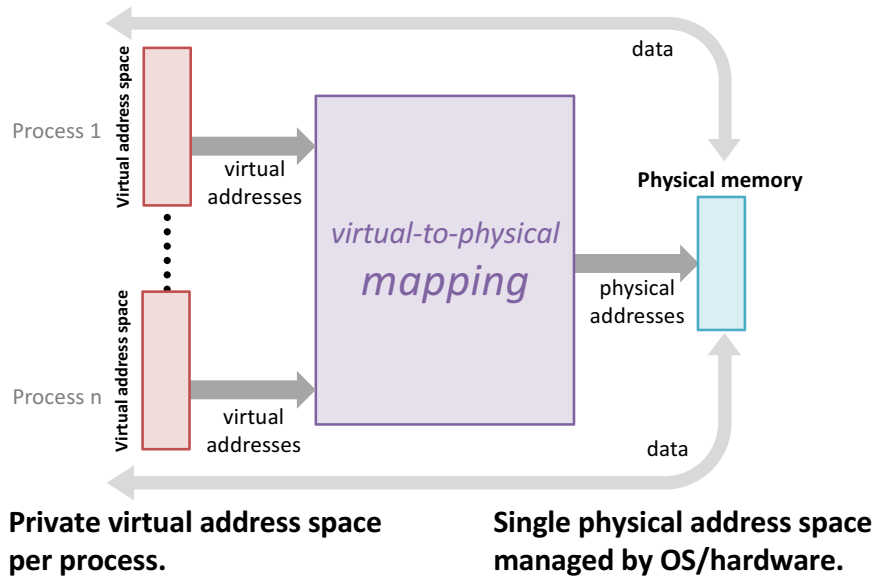 data
Virtual address space
Process 1
virtual
addresses
Physical memory
virtual-to-physical
mapping
physical
addresses
Virtual address space
Process n
virtual
addresses
data
Private virtual address space
per process.
Single physical address space
managed by OS/hardware.